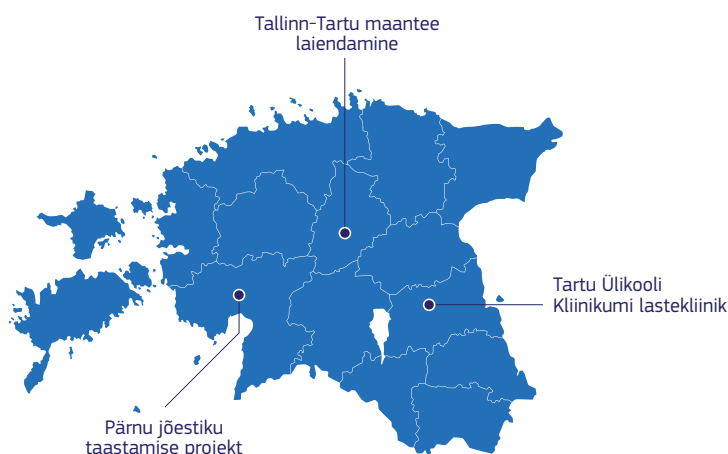 Tallinn-Tartu maantee
laiendamine
Tartu Ülikooli
Kliinikumi lastekliinik
Pärnu jõestiku
taastamise projekt